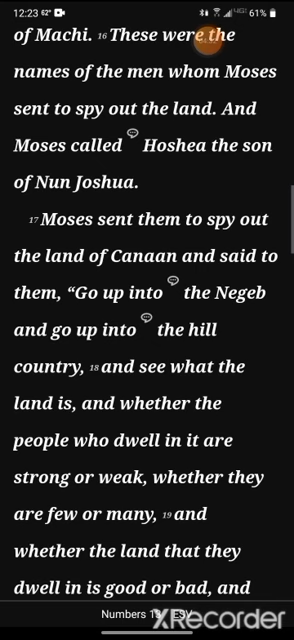 12:23 62° 61%
of Machi. 16 These were the
names of the men whom Moses
sent to spy out the land. And
Moses called Hoshea the son
of Nun Joshua.
17 Moses sent them to spy out
the land of Canaan and said to
them, “Go up into the Negeb
and go up into the hill
country, 18 and see what the
land is, and whether the
people who dwell in it are
strong or weak, whether they
are few or many, 19 and
whether the land that they
dwell in is good or bad, and
Numbers ESV
XRecorder